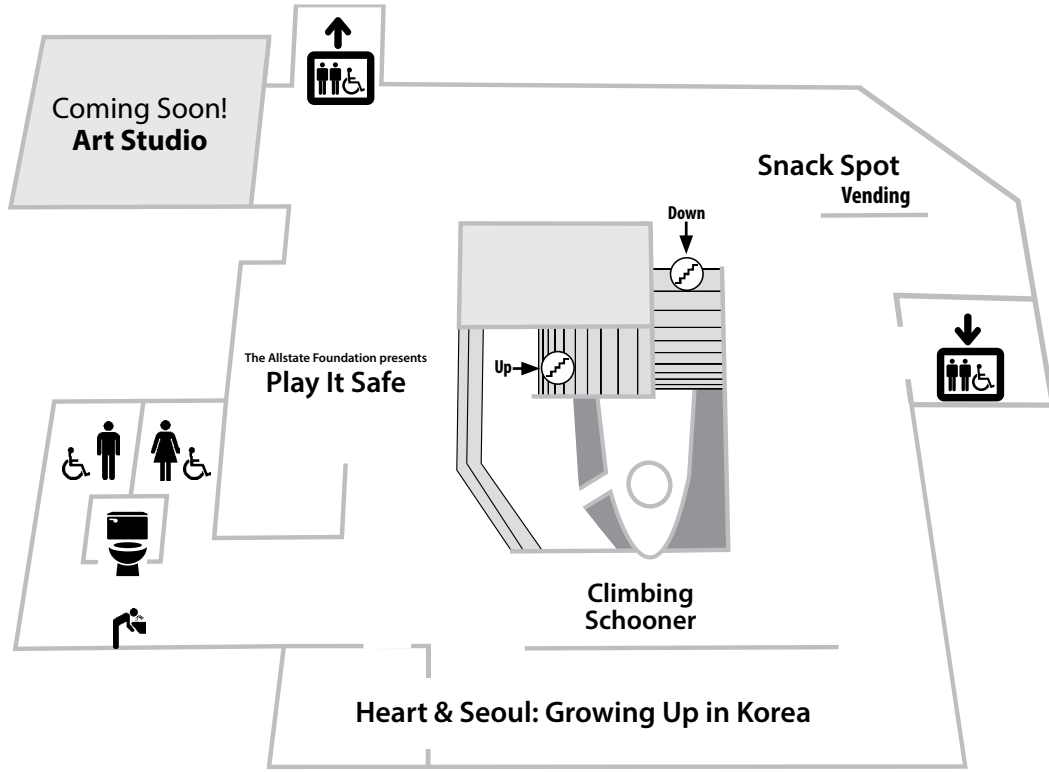 Coming Soon!
Art Studio
Snack Spot
Vending
Down
The Allstate Foundation presents
Play It Safe
Up
Climbing
Schooner
Heart & Seoul: Growing Up in Korea